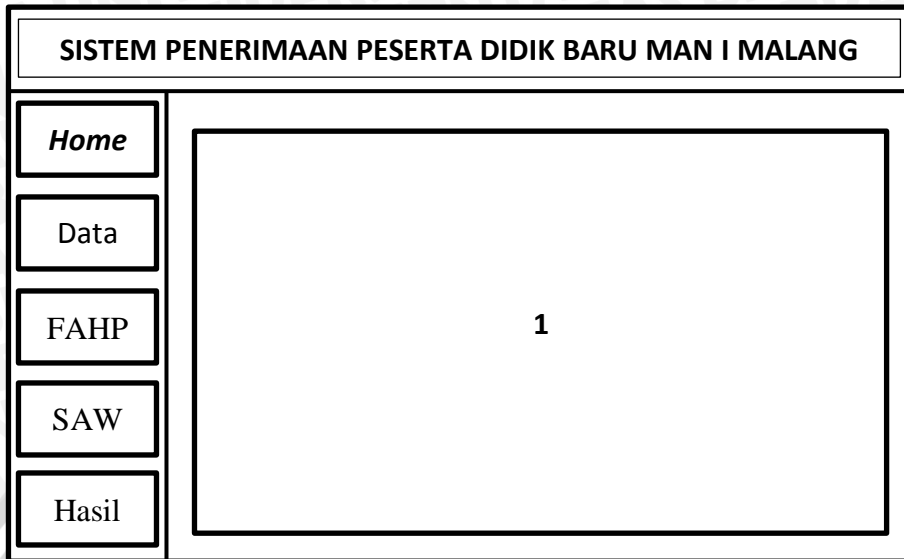 SISTEM PENERIMAAN PESERTA DIDIK BARU MAN I MALANG
Home
Data
FAHP
SAW
Hasil
1